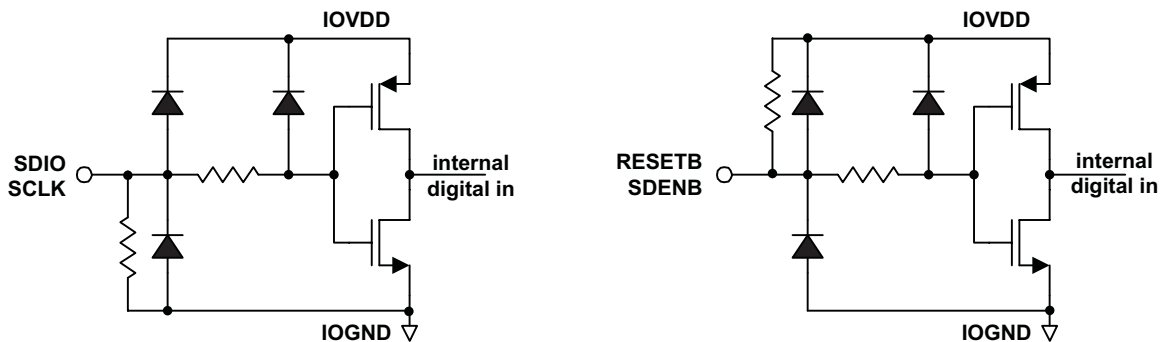 IOVDD
SDIO
SCLK
internal
digital in
IOGND
IOVDD
RESETB
SDENB
internal
digital in
IOGND